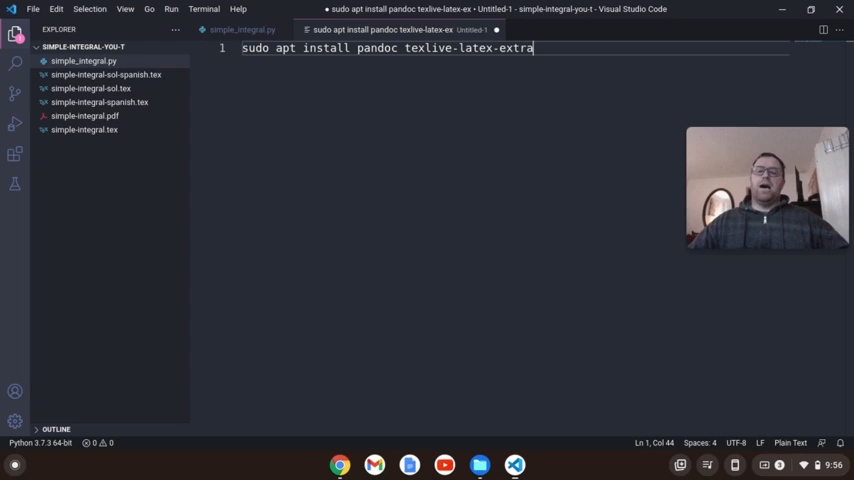 File Edit Selection View Go Run Terminal Help
● sudo apt install pandoc texlive-latex-ex • Untitled-1 - simple-integral-you-t - Visual Studio Code
EXPLORER
simple_integral.py
sudo apt install pandoc texlive-latex-ex Untitled-1
SIMPLE-INTEGRAL-YOU-T
simple_integral.py
simple-integral-sol-spanish.tex
simple-integral-sol.tex
simple-integral-spanish.tex
simple-integral.pdf
simple-integral.tex
1 sudo apt install pandoc texlive-latex-extra
OUTLINE
Python 3.7.3 64-bit 0 0
Ln 1, Col 44 Spaces: 4 UTF-8 LF Plain Text
3 9:56